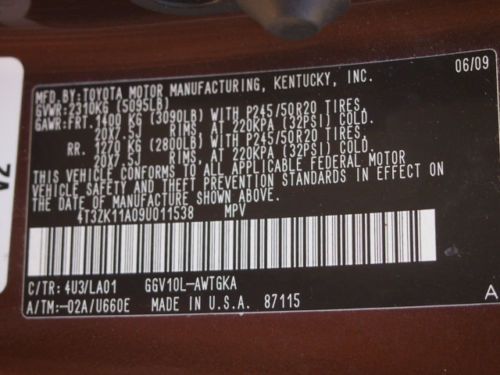 MFD.BY:TOYOTA MOTOR MANUFACTURING, KENTUCKY, INC. 06/09
GVWR: 2310KG (5095LB)
GAWR:FRT 1400 KG (3090LB) WITH P245/50R20 TIRES,
20X7.5J RIMS, AT 220KPA (32PSI) COLD.
RR. 1270 KG (2800LB) WITH P245/50R20 TIRES,
20X7.5J RIMS, AT 220KPA (32PSI) COLD.
THIS VEHICLE CONFORMS TO ALL APPLICABLE FEDERAL MOTOR
VEHICLE SAFETY AND THEFT PREVENTION STANDARDS IN EFFECT ON
THE DATE OF MANUFACTURE SHOWN ABOVE.
4T3ZK11A09U011538 MPV
C/TR: 4U3/LA01 GGV10L-AWTGKA
A/TM:-02A/U660E MADE IN U.S.A. 87115 A